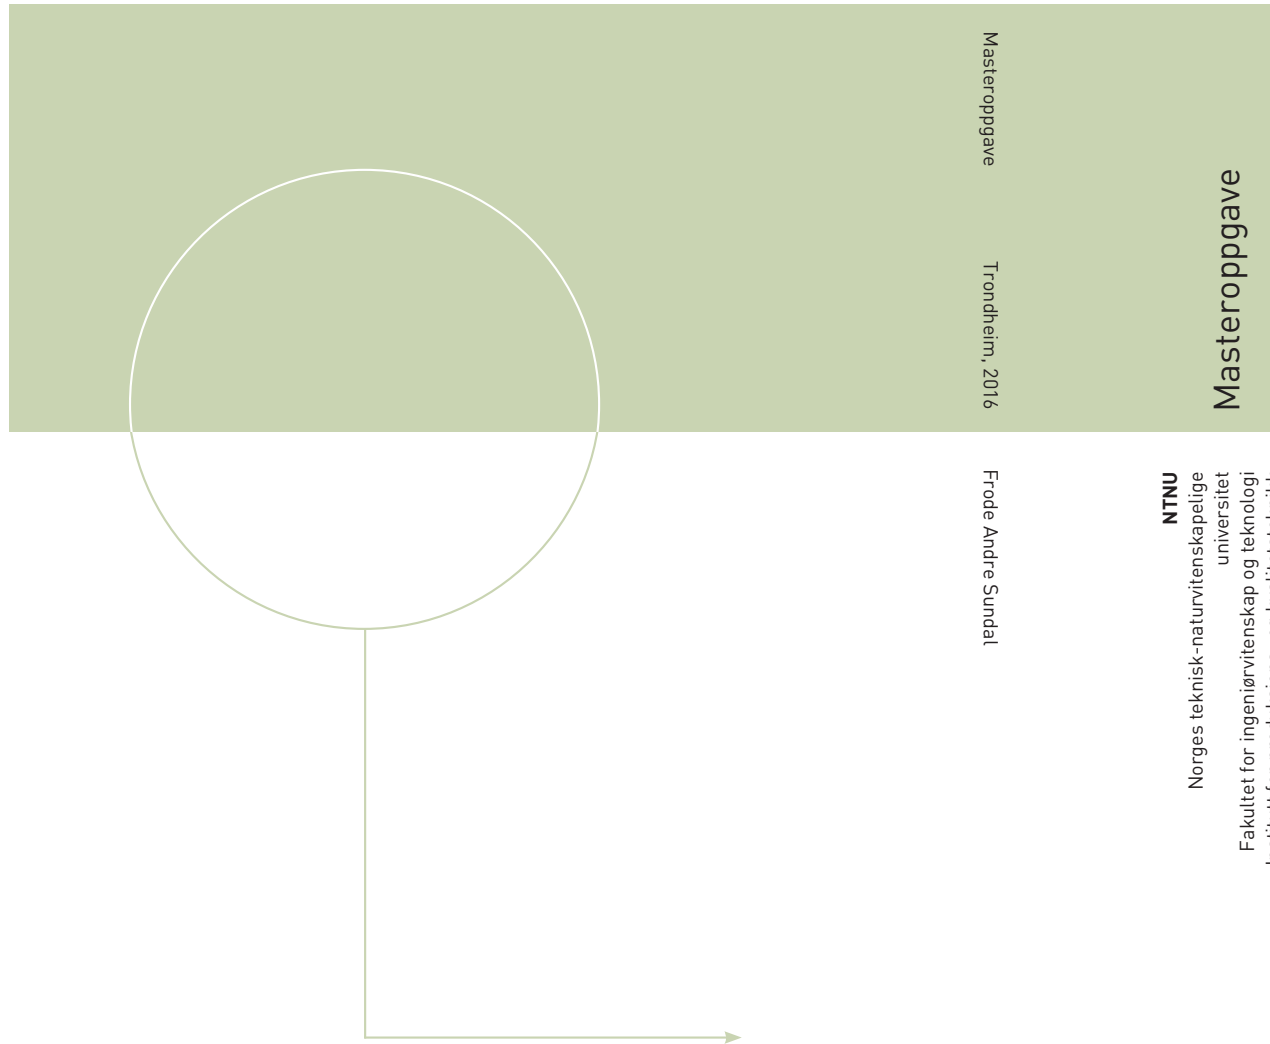 Masteroppgave
Trondheim, 2016
Frode Andre Sundal
Masteroppgave
NTNU
Norges teknisk-naturvitenskapelige
universitet
Fakultet for ingeniørvitenskap og teknologi